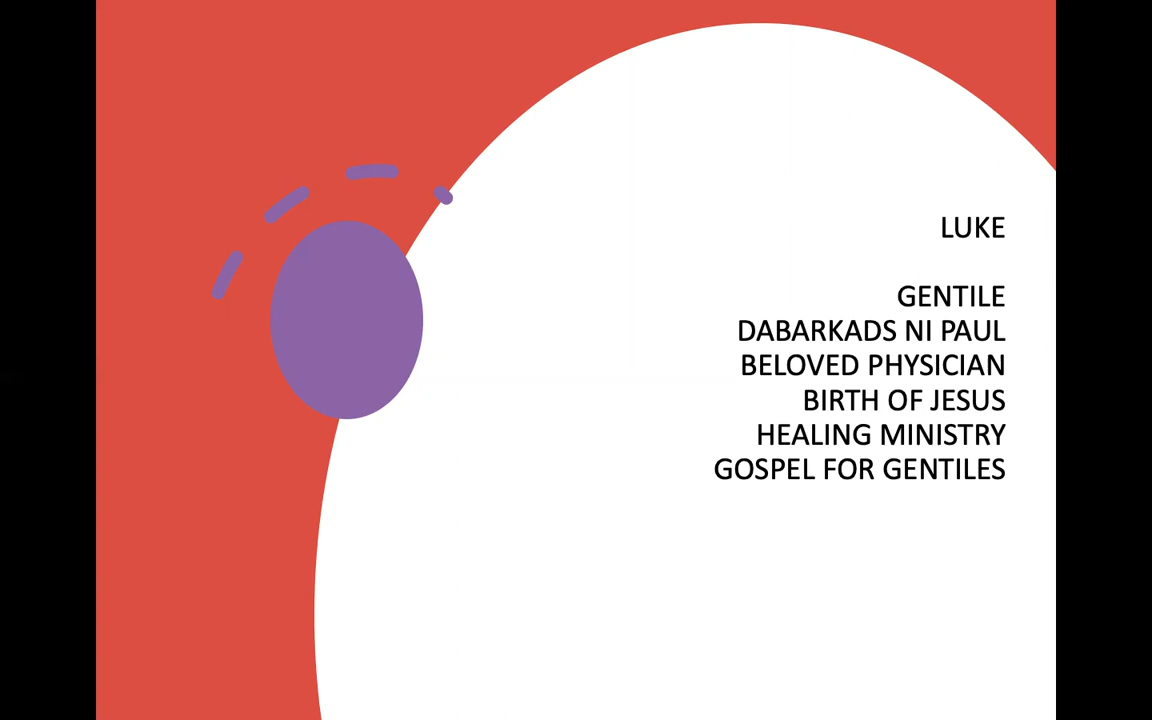 LUKE
GENTILE
DABARKADS NI PAUL
BELOVED PHYSICIAN
BIRTH OF JESUS
HEALING MINISTRY
GOSPEL FOR GENTILES